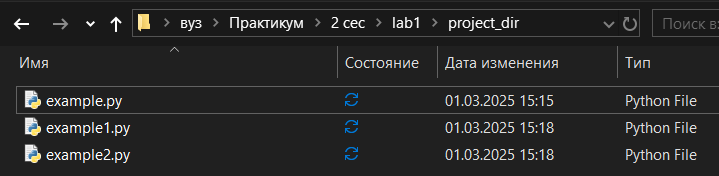 вуз > Практикум > 2 сес > lab1 > project_dir
Поиск в:
Имя Состояние Дата изменения Тип
example.py 01.03.2025 15:15 Python File
example1.py 01.03.2025 15:18 Python File
example2.py 01.03.2025 15:18 Python File